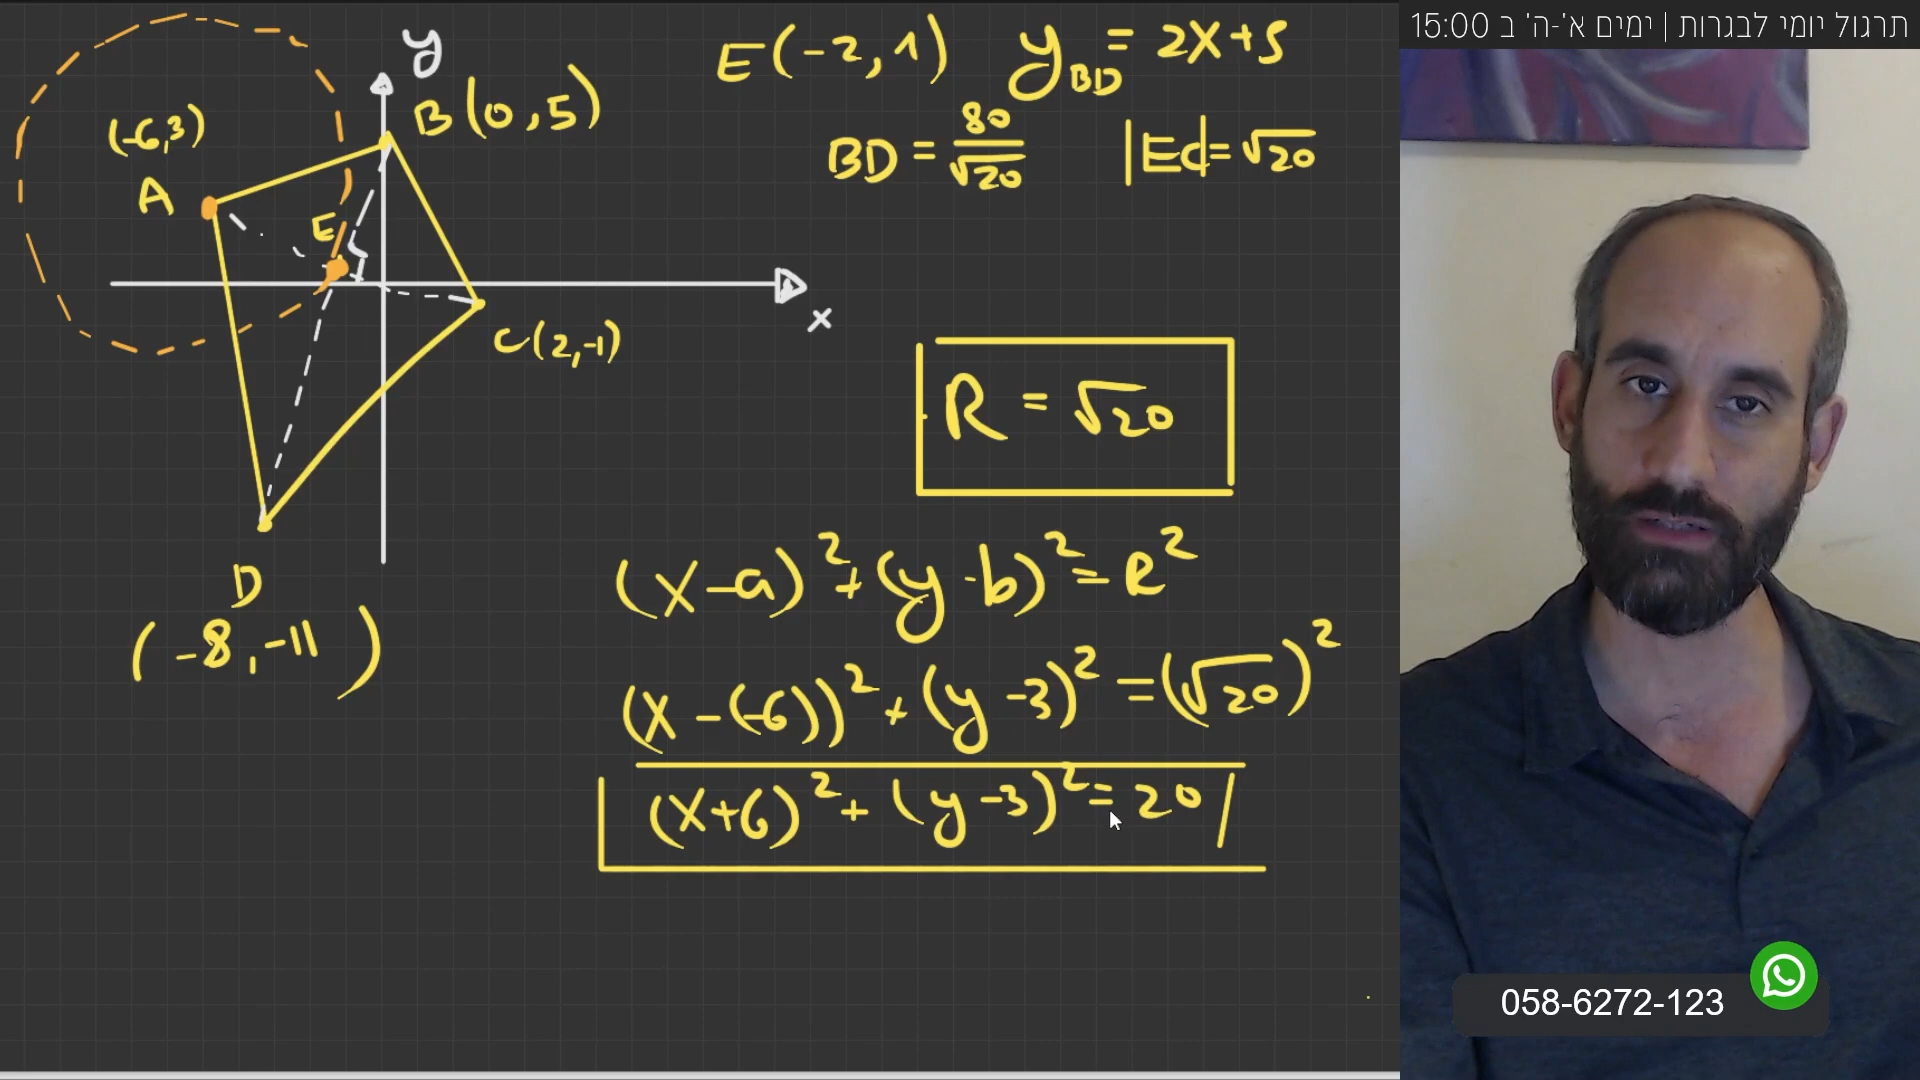 תרגול יומי לבגרות | ימים א'-ה' ב 15:00
y
E(-2,1) y_BD = 2x+5
B(0,5)
(-6,3)
BD = 80/√20 |EC|=√20
A
E
x
C(2,-1)
R = √20
D
(x-a)²+(y-b)²=R²
(-8,-11)
(x-(-6))²+(y-3)²=(√20)²
(x+6)²+(y-3)²=20
058-6272-123